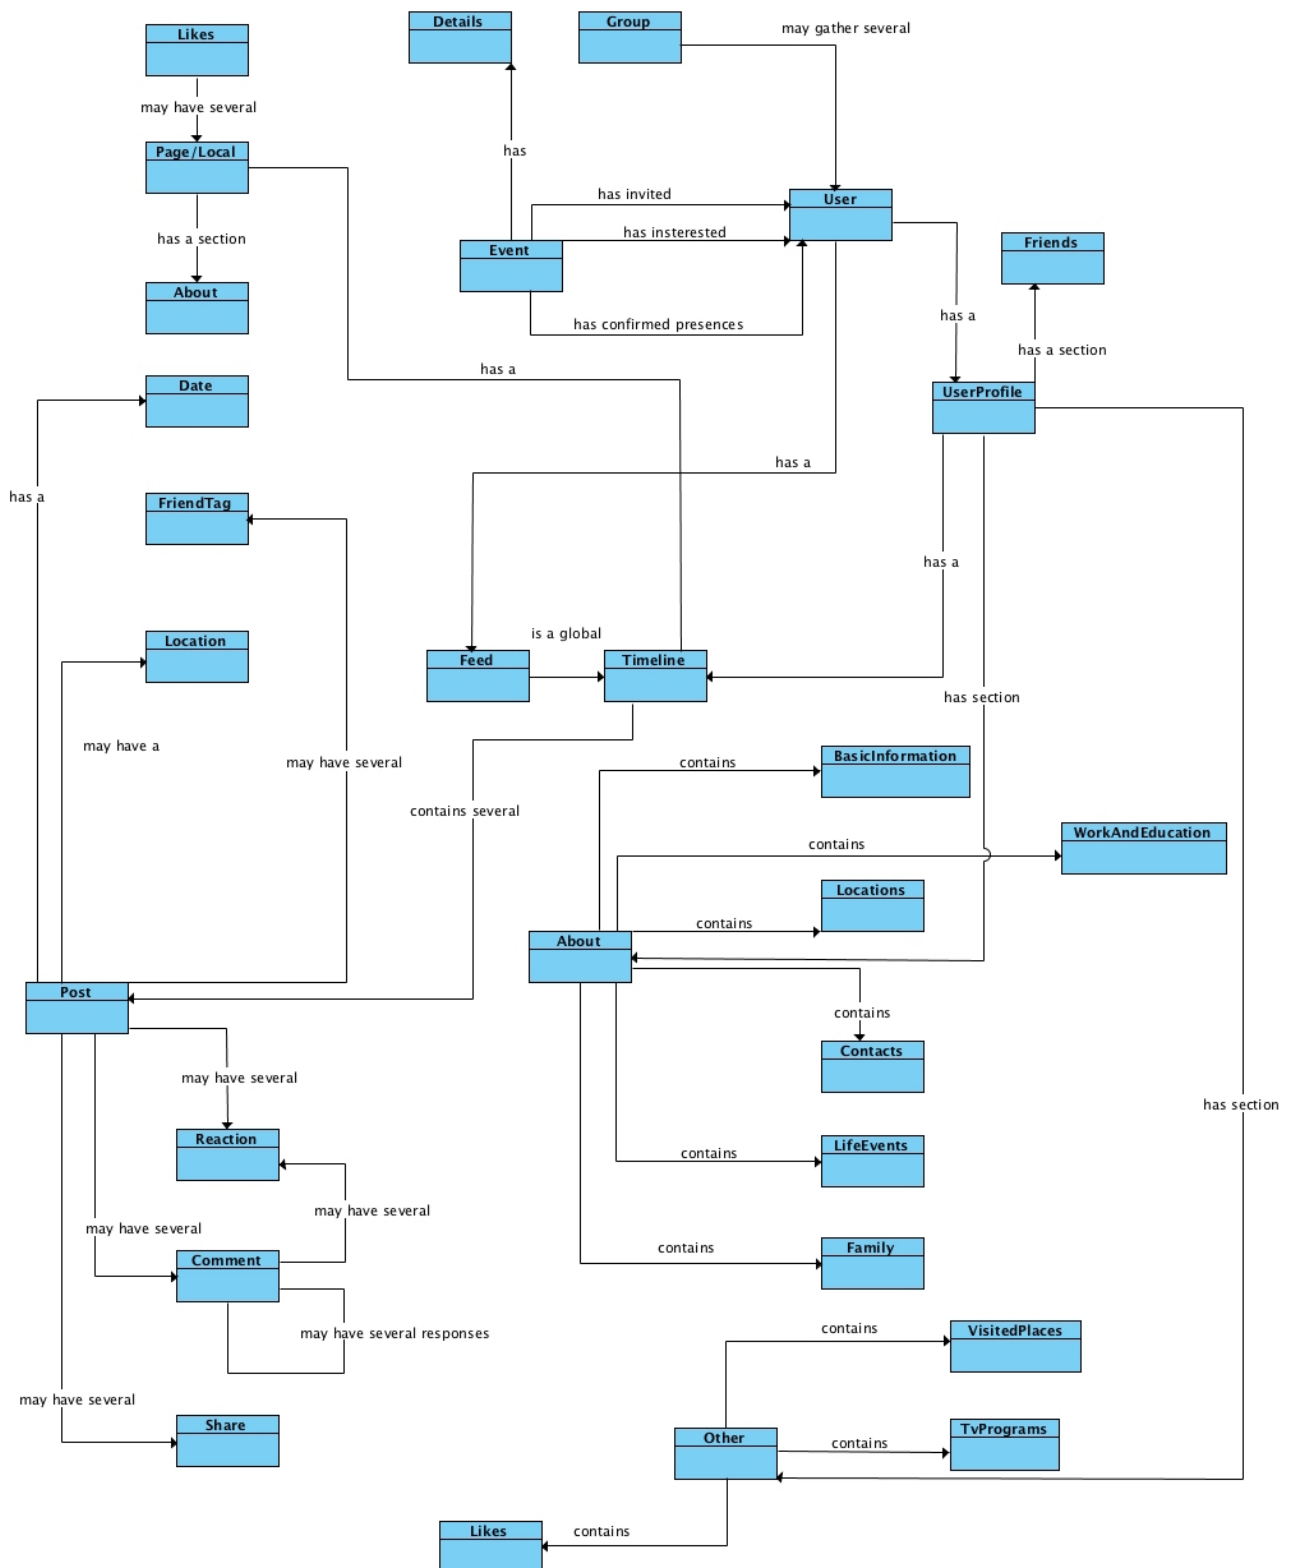 Details
Group
Likes
may gather several
may have several
Page/Local
has
has invited
User
has insterested
has a section
Event
Friends
About
has a
has confirmed presences
has a section
has a
Date
UserProfile
has a
has a
FriendTag
has a
is a global
Location
Feed
Timeline
has section
may have a
BasicInformation
contains
may have several
contains several
WorkAndEducation
contains
Locations
contains
About
Post
contains
Contacts
may have several
has section
Reaction
LifeEvents
contains
may have several
may have several
Comment
contains
Family
may have several responses
contains
VisitedPlaces
may have several
Share
Other
contains
TvPrograms
Likes
contains